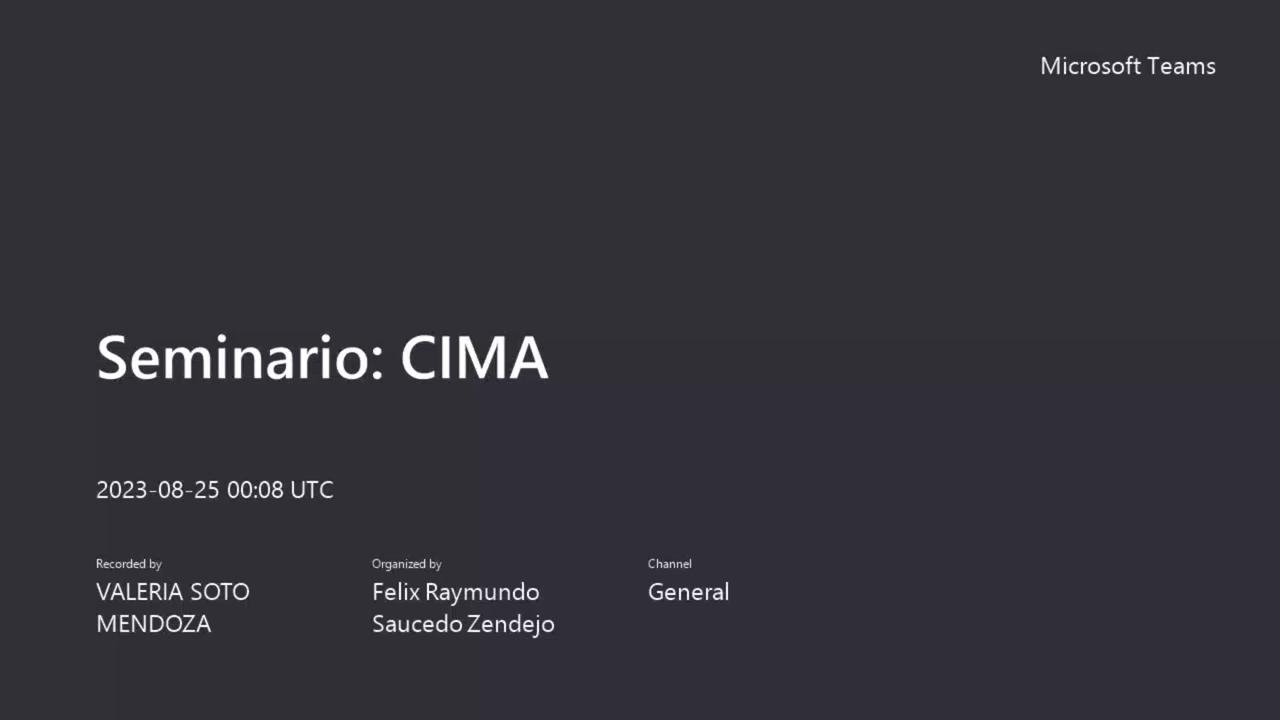 Microsoft Teams
Seminario: CIMA
2023-08-25 00:08 UTC
Recorded by
VALERIA SOTO
MENDOZA
Organized by
Felix Raymundo
Saucedo Zendejo
Channel
General